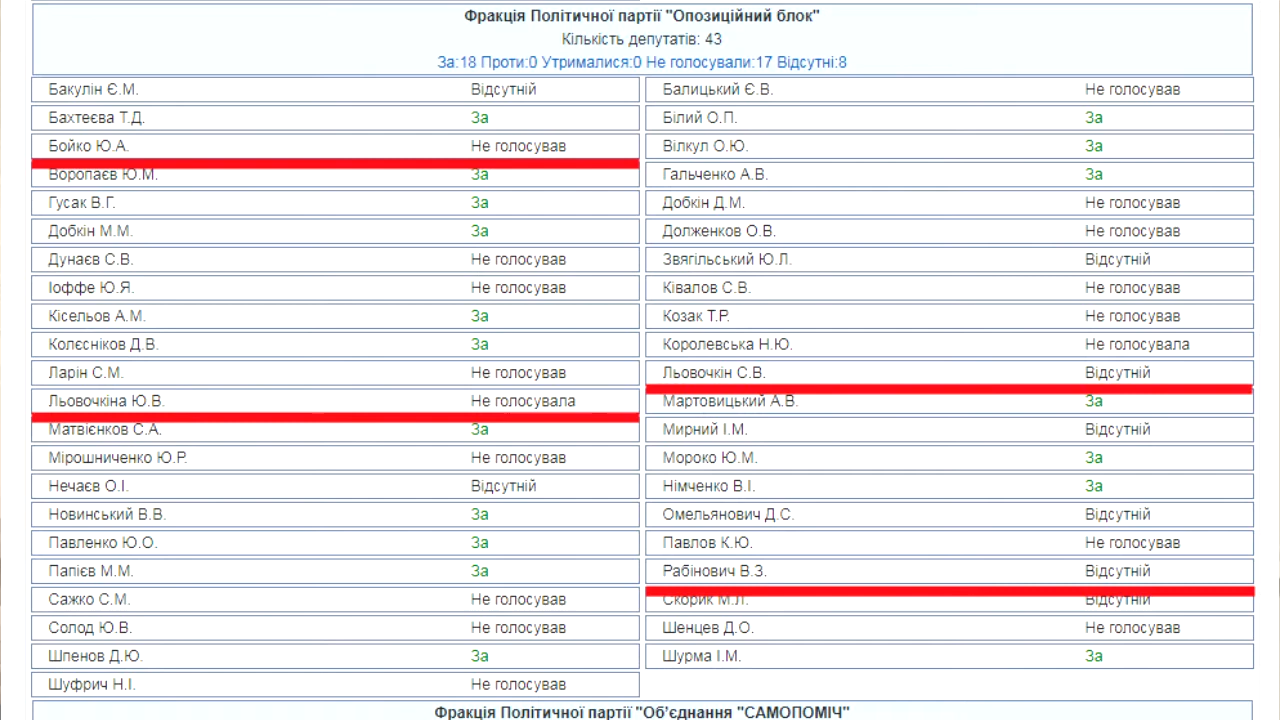 Фракція Політичної партії "Опозиційний блок"
Кількість депутатів: 43
За:18 Проти:0 Утрималися:0 Не голосували:17 Відсутні:8
Бакулін Є.М. Відсутній Балицький Є.В. Не голосував
Бахтеєва Т.Д. За Білий О.П. За
Бойко Ю.А. Не голосував Вілкул О.Ю. За
Воропаєв Ю.М. За Гальченко А.В. За
Гусак В.Г. За Добкін Д.М. Не голосував
Добкін М.М. За Долженков О.В. Не голосував
Дунаєв С.В. Не голосував Звягільський Ю.Л. Відсутній
Іоффе Ю.Я. Не голосував Ківалов С.В. Не голосував
Кісельов А.М. За Козак Т.Р. Не голосував
Колєсніков Д.В. За Королевська Н.Ю. Не голосувала
Ларін С.М. Не голосував Льовочкін С.В. Відсутній
Льовочкіна Ю.В. Не голосувала Мартовицький А.В. За
Матвієнков С.А. За Мирний І.М. Відсутній
Мірошниченко Ю.Р. Не голосував Мороко Ю.М. За
Нечаєв О.І. Відсутній Німченко В.І. За
Новинський В.В. За Омельянович Д.С. Відсутній
Павленко Ю.О. За Павлов К.Ю. Не голосував
Папієв М.М. За Рабінович В.З. Відсутній
Сажко С.М. Не голосував Скорик М.Л. Відсутній
Солод Ю.В. Не голосував Шенцев Д.О. Не голосував
Шпенов Д.Ю. За Шурма І.М. За
Шуфрич Н.І. Не голосував
Фракція Політичної партії "Об’єднання "САМОПОМІЧ"